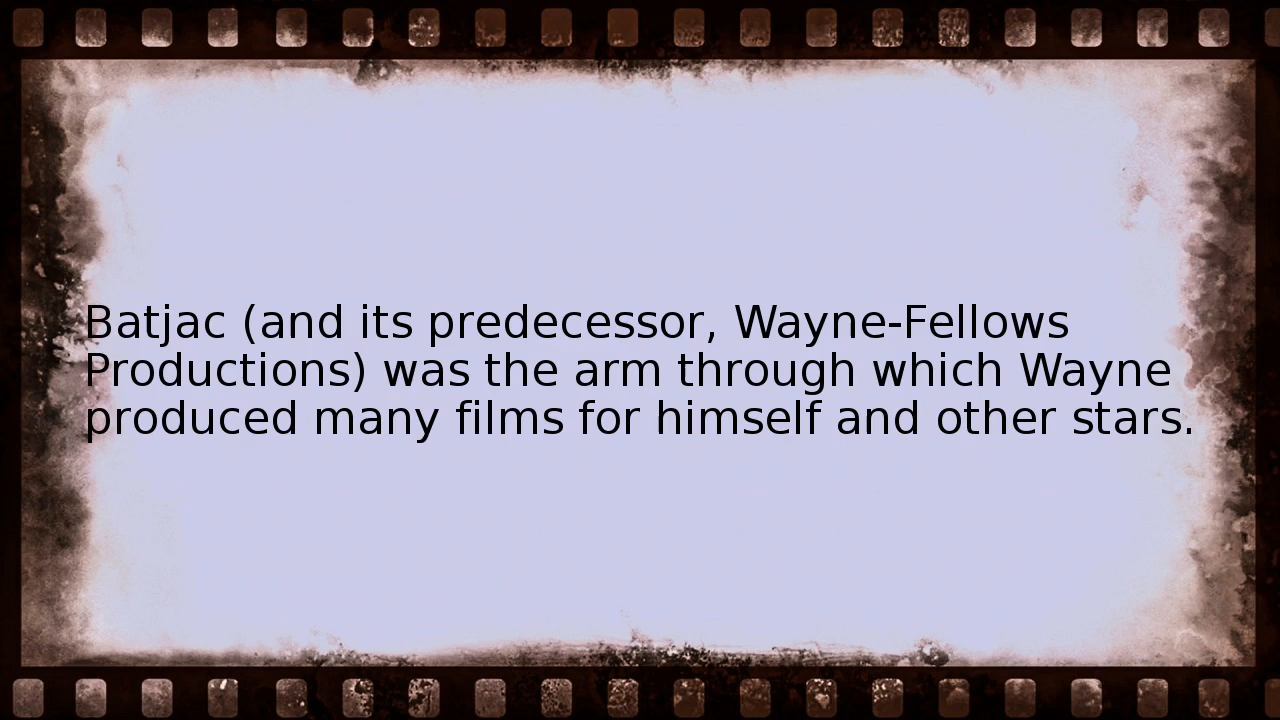 Batjac (and its predecessor, Wayne-Fellows
Productions) was the arm through which Wayne
produced many films for himself and other stars.